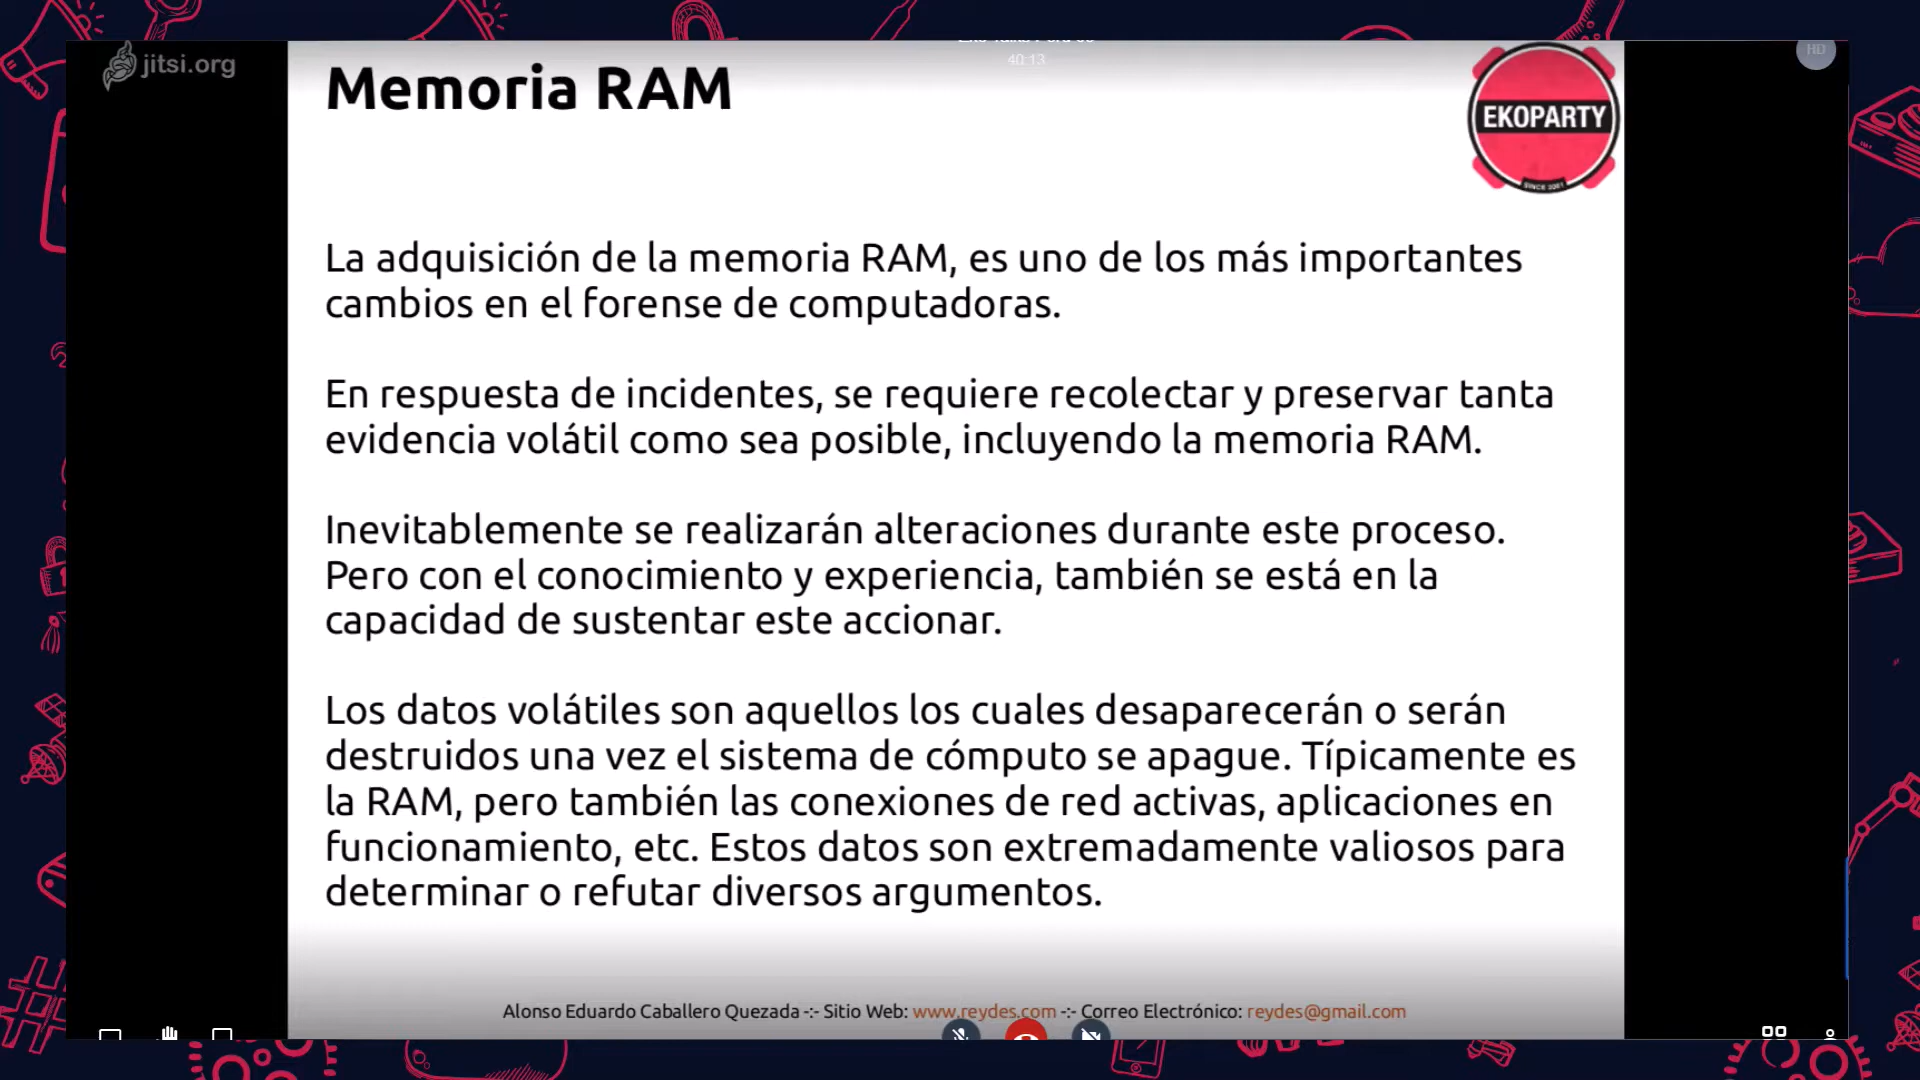 jitsi.org
40:13
HD
Memoria RAM
EKOPARTY
SINCE 2001
La adquisición de la memoria RAM, es uno de los más importantes
cambios en el forense de computadoras.
En respuesta de incidentes, se requiere recolectar y preservar tanta
evidencia volátil como sea posible, incluyendo la memoria RAM.
Inevitablemente se realizarán alteraciones durante este proceso.
Pero con el conocimiento y experiencia, también se está en la
capacidad de sustentar este accionar.
Los datos volátiles son aquellos los cuales desaparecerán o serán
destruidos una vez el sistema de cómputo se apague. Típicamente es
la RAM, pero también las conexiones de red activas, aplicaciones en
funcionamiento, etc. Estos datos son extremadamente valiosos para
determinar o refutar diversos argumentos.
Alonso Eduardo Caballero Quezada -:- Sitio Web: www.reydes.com -:- Correo Electrónico: reydes@gmail.com